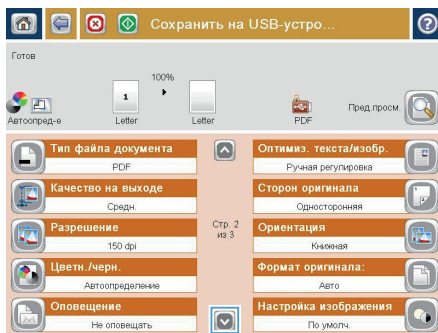 Сохранить на USB-устро...
Готов
100%
1
Автоопред-е
Letter
Letter
PDF
Пред.просм.
Тип файла документа
PDF
Оптимиз. текста/изобр.
Ручная регулировка
Качество на выходе
Средн.
Сторон оригинала
Односторонняя
Разрешение
150 dpi
Стр. 2
из 3
Ориентация
Книжная
Цветн./черн.
Автоопределение
Формат оригинала:
Авто
Оповещение
Не оповещать
Настройка изображения
По умолч.